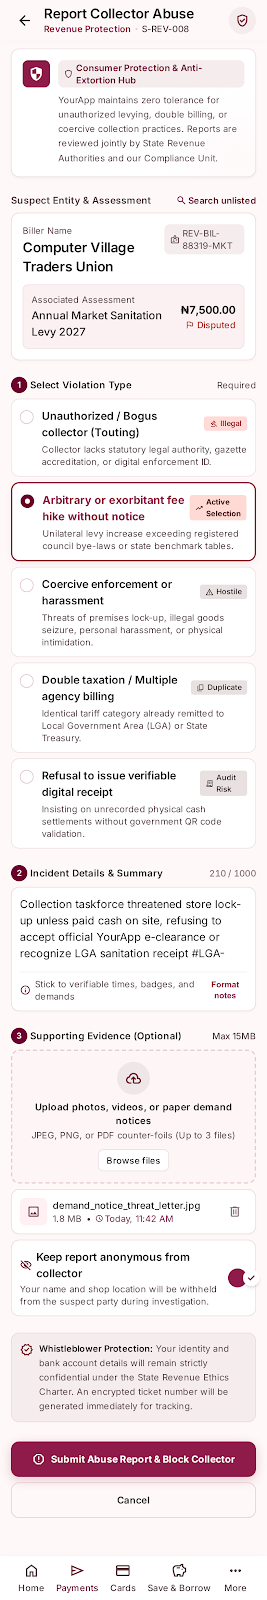 Report Collector Abuse
Revenue Protection · S-REV-008
Consumer Protection & Anti-
Extortion Hub
YourApp maintains zero tolerance for
unauthorized levying, double billing, or
coercive collection practices. Reports are
reviewed jointly by State Revenue
Authorities and our Compliance Unit.
Suspect Entity & Assessment
Search unlisted
Biller Name
Computer Village
Traders Union
REV-BIL-
88319-MKT
Associated Assessment
Annual Market Sanitation
Levy 2027
₦7,500.00
Disputed
1 Select Violation Type
Required
Unauthorized / Bogus
collector (Touting)
Illegal
Collector lacks statutory legal authority, gazette
accreditation, or digital enforcement ID.
Arbitrary or exorbitant fee
hike without notice
Active
Selection
Unilateral levy increase exceeding registered
council bye-laws or state benchmark tables.
Coercive enforcement or
harassment
Hostile
Threats of premises lock-up, illegal goods
seizure, personal harassment, or physical
intimidation.
Double taxation / Multiple
agency billing
Duplicate
Identical tariff category already remitted to
Local Government Area (LGA) or State
Treasury.
Refusal to issue verifiable
digital receipt
Audit
Risk
Insisting on unrecorded physical cash
settlements without government QR code
validation.
2 Incident Details & Summary
210 / 1000
Collection taskforce threatened store lock-
up unless paid cash on site, refusing to
accept official YourApp e-clearance or
recognize LGA sanitation receipt #LGA-
Stick to verifiable times, badges, and
demands
Format
notes
3 Supporting Evidence (Optional)
Max 15MB
Upload photos, videos, or paper demand
notices
JPEG, PNG, or PDF counter-foils (Up to 3 files)
Browse files
demand_notice_threat_letter.jpg
1.8 MB • Today, 11:42 AM
Keep report anonymous from
collector
Your name and shop location will be withheld
from the suspect party during investigation.
Whistleblower Protection: Your identity and
bank account details will remain strictly
confidential under the State Revenue Ethics
Charter. An encrypted ticket number will be
generated immediately for tracking.
Submit Abuse Report & Block Collector
Cancel
Home
Payments
Cards
Save & Borrow
More